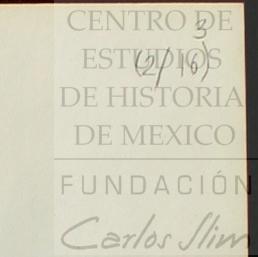 CENTRO DE
3
ESTUDIOS
(2/16)
DE HISTORIA
DE MEXICO
FUNDACIÓN
Carlos Slim